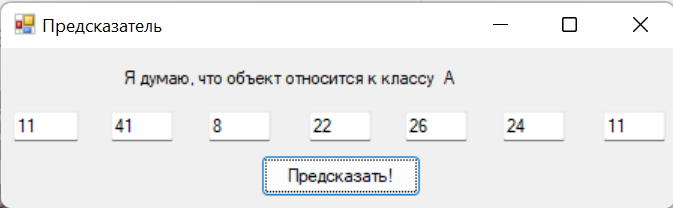 Предсказатель
Я думаю, что объект относится к классу A
11 41 8 22 26 24 11
Предсказать!